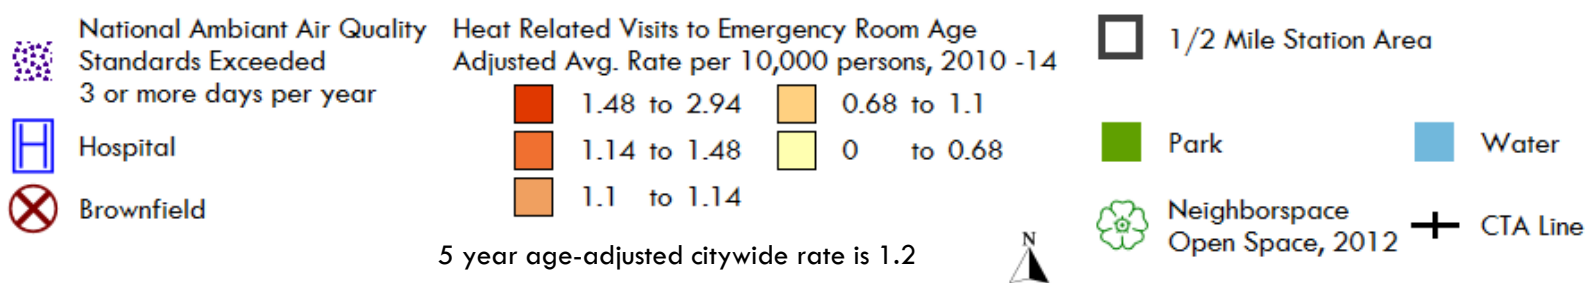 National Ambiant Air Quality
Standards Exceeded
3 or more days per year
Hospital
Brownfield
Heat Related Visits to Emergency Room Age
Adjusted Avg. Rate per 10,000 persons, 2010 -14
1.48 to 2.94
1.14 to 1.48
1.1 to 1.14
0.68 to 1.1
0 to 0.68
5 year age-adjusted citywide rate is 1.2
N
1/2 Mile Station Area
Park
Water
Neighborspace
Open Space, 2012
CTA Line